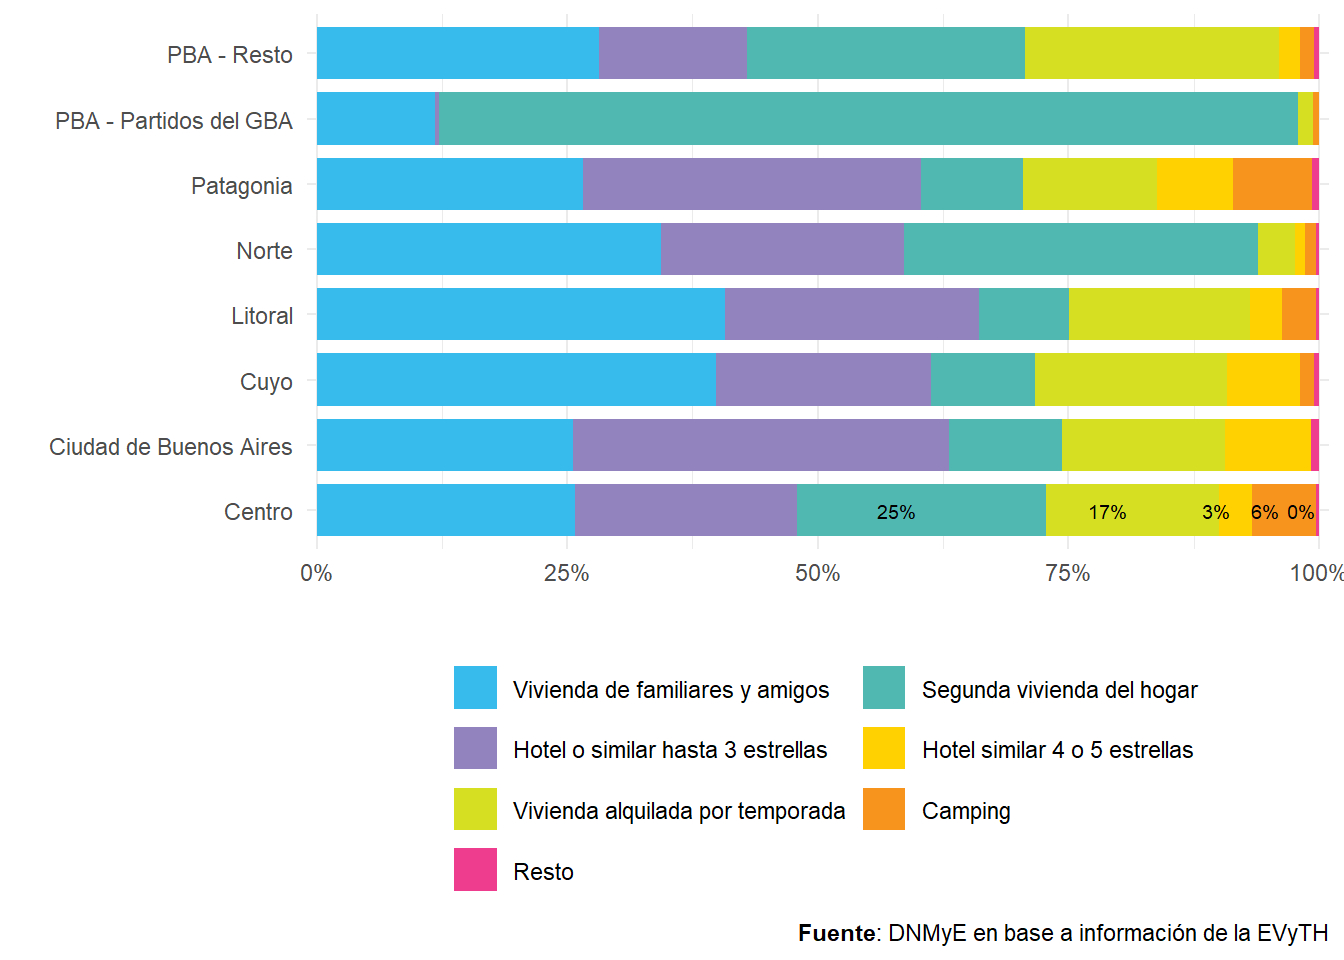 PBA - Resto
PBA - Partidos del GBA
Patagonia
Norte
Litoral
Cuyo
Ciudad de Buenos Aires
Centro 25% 17% 3% 6% 0%
0% 25% 50% 75% 100%
Vivienda de familiares y amigos Segunda vivienda del hogar
Hotel o similar hasta 3 estrellas Hotel similar 4 o 5 estrellas
Vivienda alquilada por temporada Camping
Resto
Fuente: DNMyE en base a información de la EVyTH